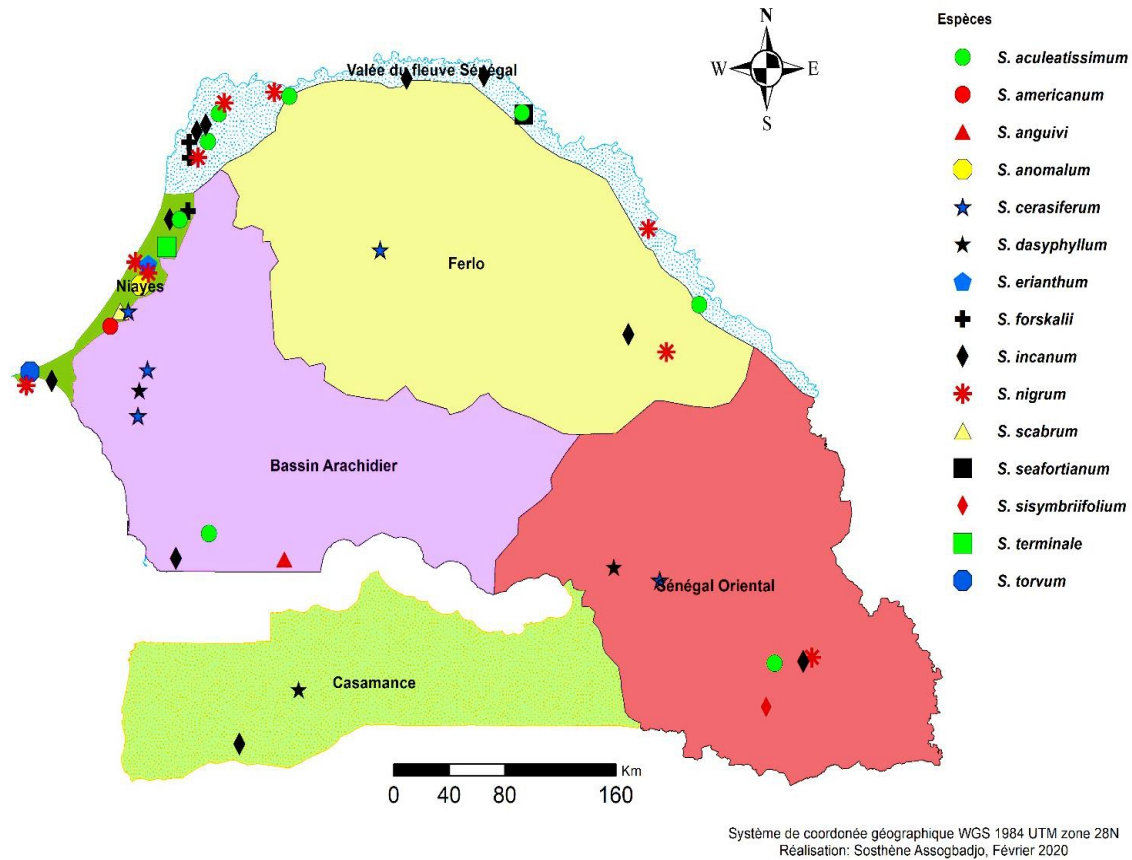 N
W E
S
Espèces
S. aculeatissimum
S. americanum
S. anguivi
S. anomalum
S. cerasiferum
S. dasyphyllum
S. erianthum
S. forskalii
S. incanum
S. nigrum
S. scabrum
S. seafortianum
S. sisymbriifolium
S. terminale
S. torvum
Valée du fleuve Sénégal
Ferlo
Niayes
Bassin Arachidier
Sénégal Oriental
Casamance
Km
0 40 80 160
Système de coordonée géographique WGS 1984 UTM zone 28N
Réalisation: Sosthène Assogbadjo, Février 2020